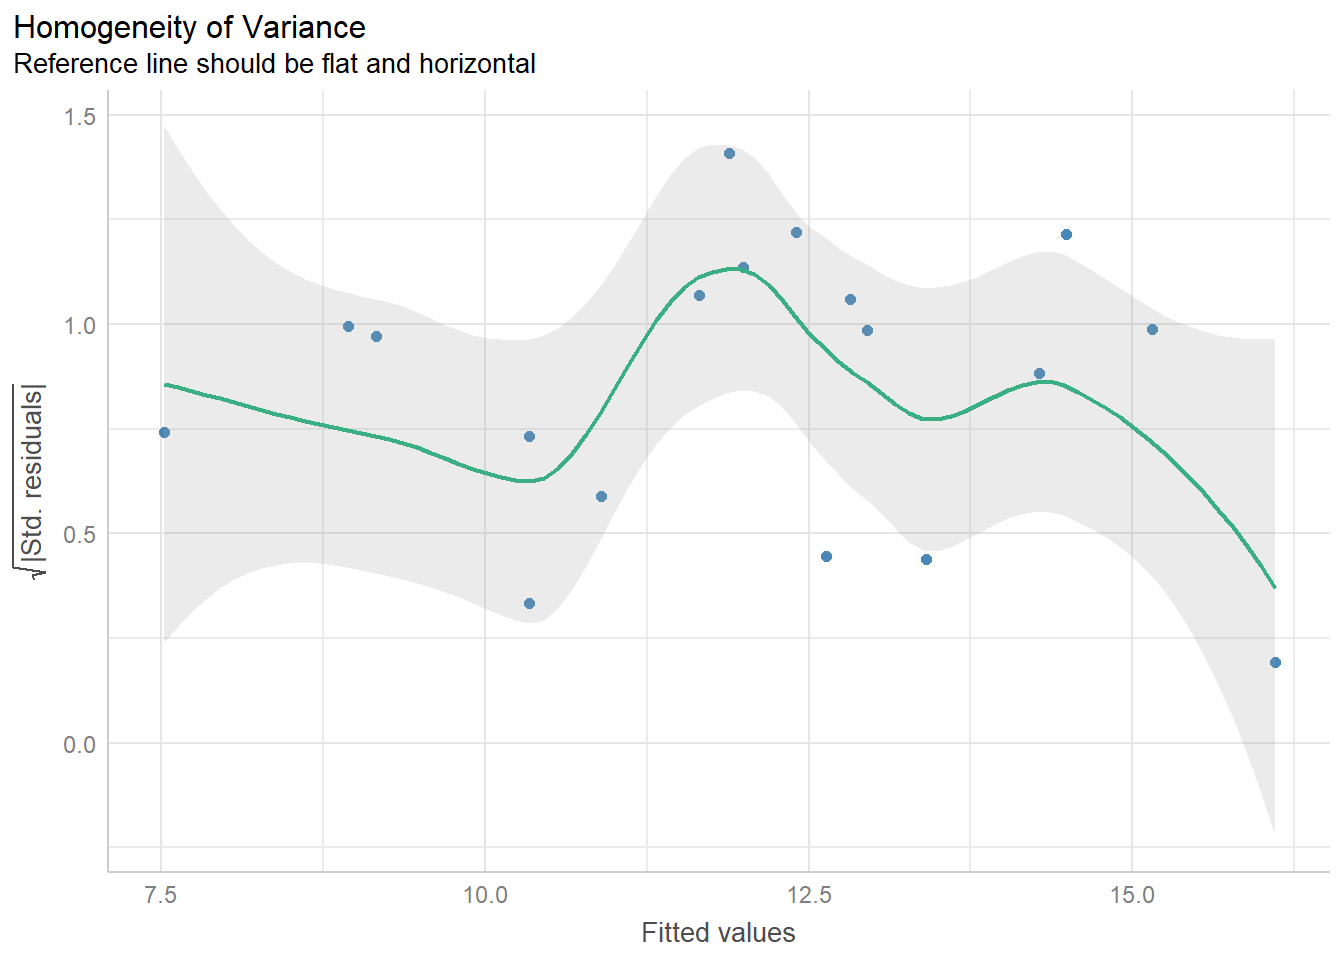 Homogeneity of Variance
Reference line should be flat and horizontal
√|Std. residuals|
1.5
1.0
0.5
0.0
7.5 10.0 12.5 15.0
Fitted values